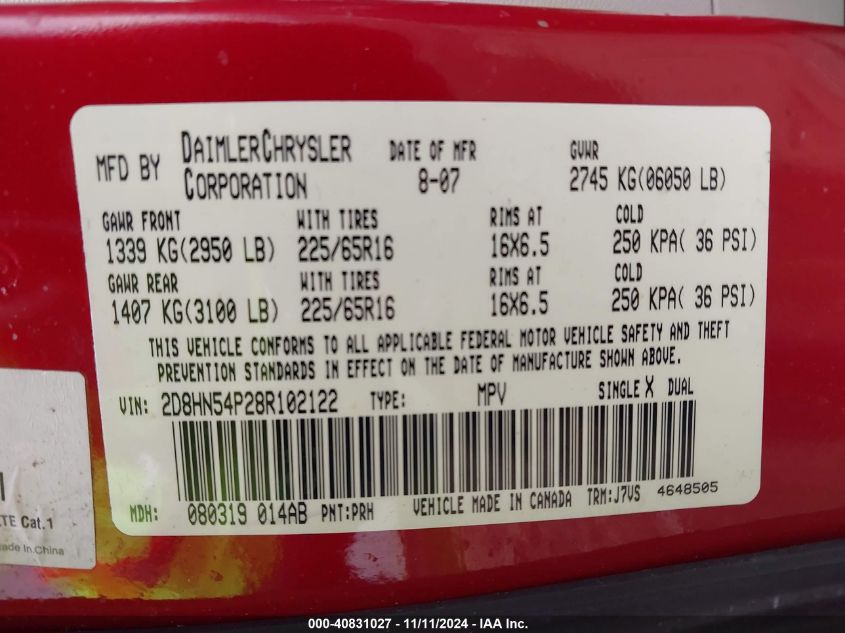 MFD BY DAIMLERCHRYSLER CORPORATION DATE OF MFR 8-07 GVWR 2745 KG(06050 LB)
GAWR FRONT WITH TIRES RIMS AT COLD
1339 KG(2950 LB) 225/65R16 16X6.5 250 KPA( 36 PSI)
GAWR REAR WITH TIRES RIMS AT COLD
1407 KG(3100 LB) 225/65R16 16X6.5 250 KPA( 36 PSI)
THIS VEHICLE CONFORMS TO ALL APPLICABLE FEDERAL MOTOR VEHICLE SAFETY AND THEFT
PREVENTION STANDARDS IN EFFECT ON THE DATE OF MANUFACTURE SHOWN ABOVE.
VIN: 2D8HN54P28R102122 TYPE: MPV SINGLE X DUAL
MDH: 080319 014AB PNT:PRH VEHICLE MADE IN CANADA TRM:J7VS 4648505
Cat.1
Made In China
000-40831027 - 11/11/2024 - IAA Inc.